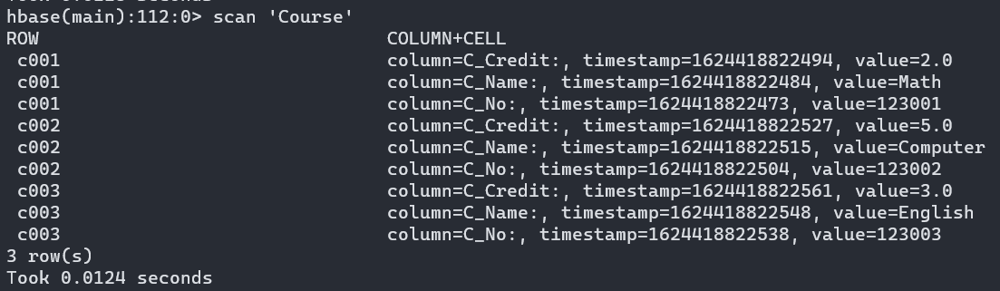 hbase(main):112:0> scan 'Course'
ROW COLUMN+CELL
c001 column=C_Credit:, timestamp=1624418822494, value=2.0
c001 column=C_Name:, timestamp=1624418822484, value=Math
c001 column=C_No:, timestamp=1624418822473, value=123001
c002 column=C_Credit:, timestamp=1624418822527, value=5.0
c002 column=C_Name:, timestamp=1624418822515, value=Computer
c002 column=C_No:, timestamp=1624418822504, value=123002
c003 column=C_Credit:, timestamp=1624418822561, value=3.0
c003 column=C_Name:, timestamp=1624418822548, value=English
c003 column=C_No:, timestamp=1624418822538, value=123003
3 row(s)
Took 0.0124 seconds